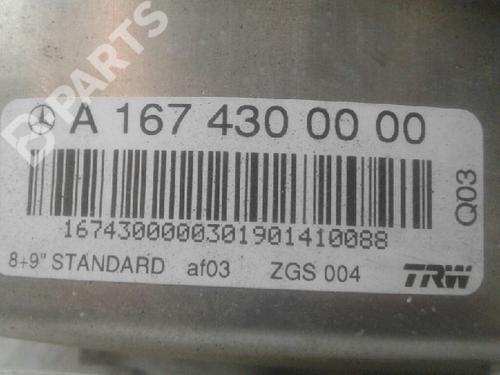 B PARTS
A 167 430 00 00
Q03
1674300000301901410088
8+9" STANDARD af03 ZGS 004 TRW